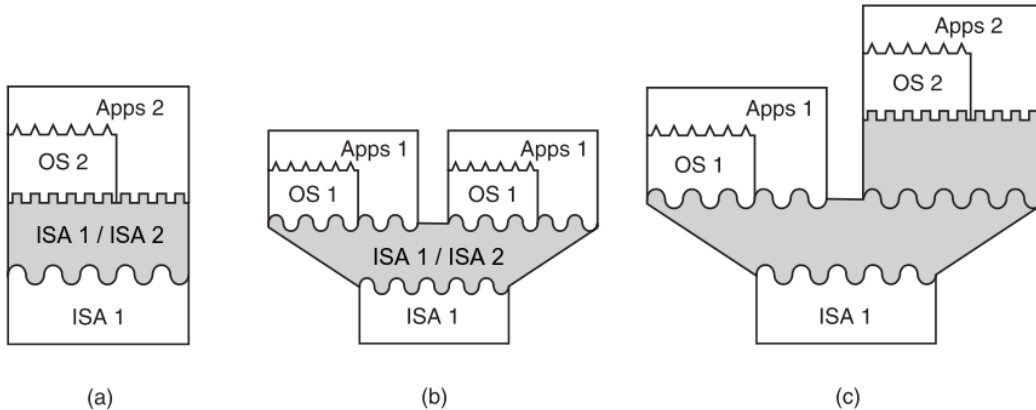 Apps 2
OS 2
ISA 1 / ISA 2
ISA 1
(a)
Apps 1
OS 1
Apps 1
OS 1
ISA 1 / ISA 2
ISA 1
(b)
Apps 1
OS 1
Apps 2
OS 2
ISA 1
(c)